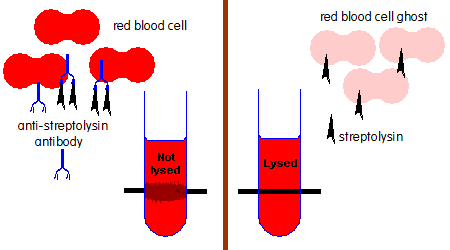 red blood cell
anti-streptolysin
antibody
Not
lysed
red blood cell ghost
streptolysin
Lysed